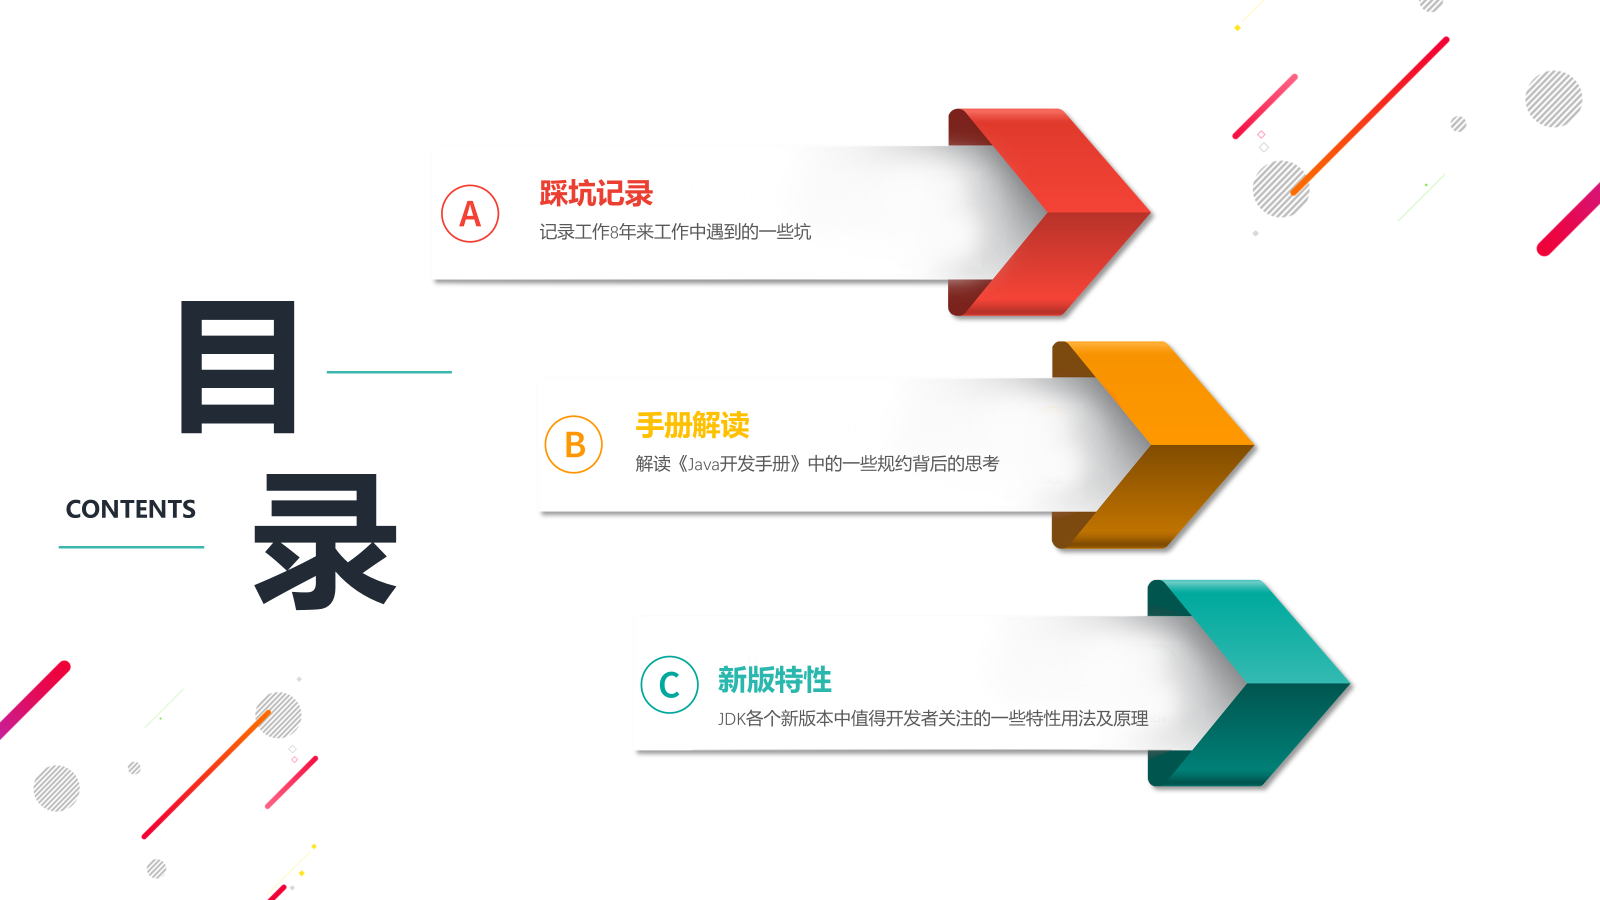 目
录
CONTENTS
A
踩坑记录
记录工作8年来工作中遇到的一些坑
B
手册解读
解读《Java开发手册》中的一些规约背后的思考
C
新版特性
JDK各个新版本中值得开发者关注的一些特性用法及原理